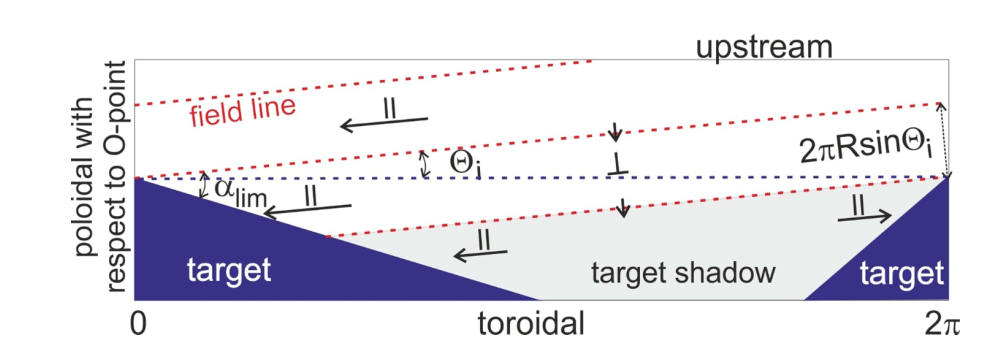 upstream
poloidal with
respect to O-point
field line
||
Θi
⊥
2πRsinΘi
αlim
||
||
||
target
target shadow
target
0
toroidal
2π